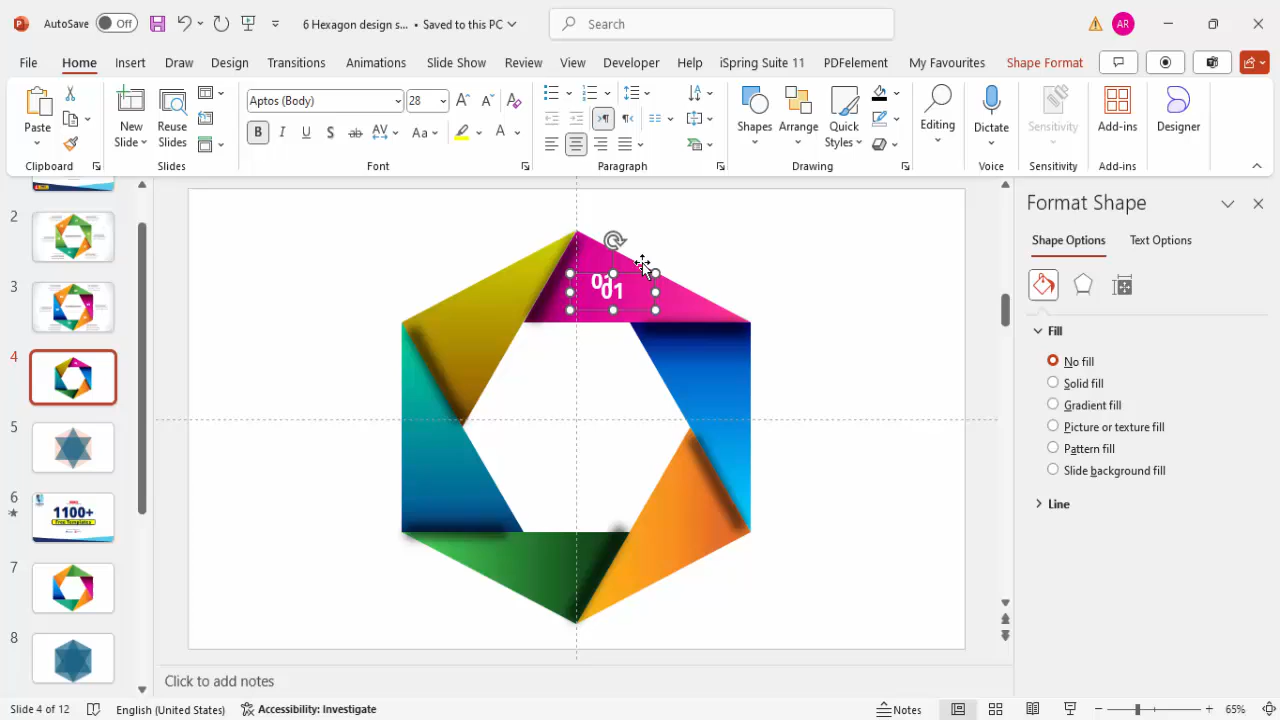 AutoSave Off 6 Hexagon design s... • Saved to this PC Search AR
File Home Insert Draw Design Transitions Animations Slide Show Review View Developer Help iSpring Suite 11 PDFelement My Favourites Shape Format
Paste New Slide Reuse Slides Aptos (Body) 28 Shapes Arrange Quick Styles Editing Dictate Sensitivity Add-ins Designer
Clipboard Slides Font Paragraph Drawing Voice Sensitivity Add-ins
2
3
4
5
6
1100+
7
8
01
01
Format Shape
Shape Options Text Options
Fill
No fill
Solid fill
Gradient fill
Picture or texture fill
Pattern fill
Slide background fill
Line
Click to add notes
Slide 4 of 12 English (United States) Accessibility: Investigate Notes 65%